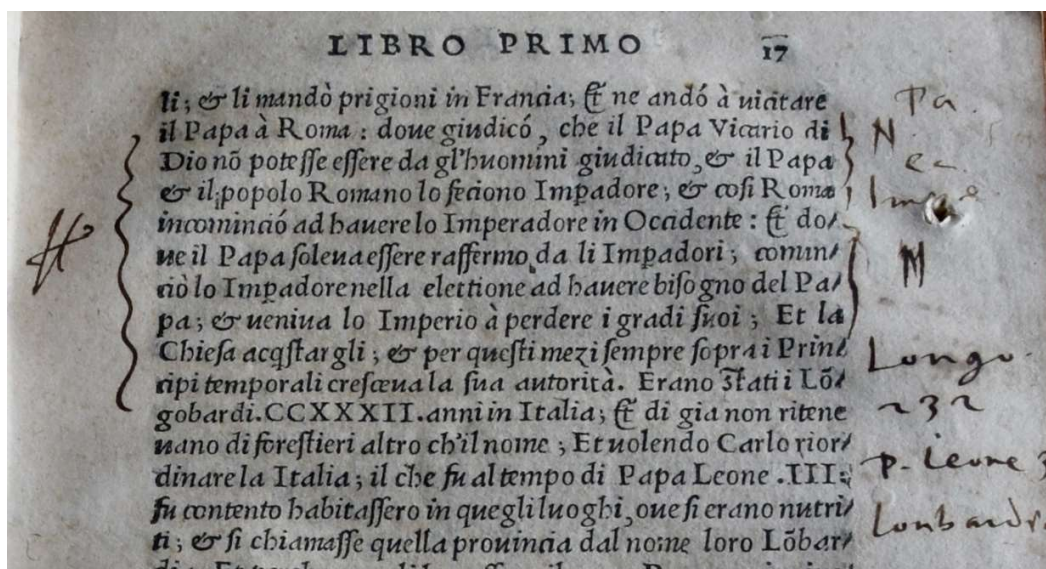 LIBRO PRIMO 17
li; & li mandò prigioni in Francia; & ne andó à uicitare
il Papa à Roma: doue giudicó, che il Papa Vicario di
Dio nõ potesse essere da gl'huomini giudicato, & il Papa
& il popolo Romano lo feciono Impadore; & cosi Roma
incominció ad hauere lo Imperadore in Occidente: & do/
ue il Papa soleua essere raffermo da li Impadori; comin/
ciò lo Impadore nella elettione ad hauere bisogno del Pa/
pa; & ueniua lo Imperio à perdere i gradi suoi; Et la
Chiesa acqstargli; & per questi mezi sempre sopra i Prin/
cipi temporali cresceua la sua autorità. Erano stati i Lõ/
gobardi.CCXXXII.anni in Italia; & di gia non ritene
uano di forestieri altro ch'il nome; Et uolendo Carlo rior/
dinare la Italia; il che fu al tempo di Papa Leone .III.
fu contento habitassero in quegli luoghi, oue si erano nutri/
ti; & si chiamasse quella prouincia dal nome loro Lõbar/
Pa
N
M
Longo
232
p. Leone 3
Lonbardi